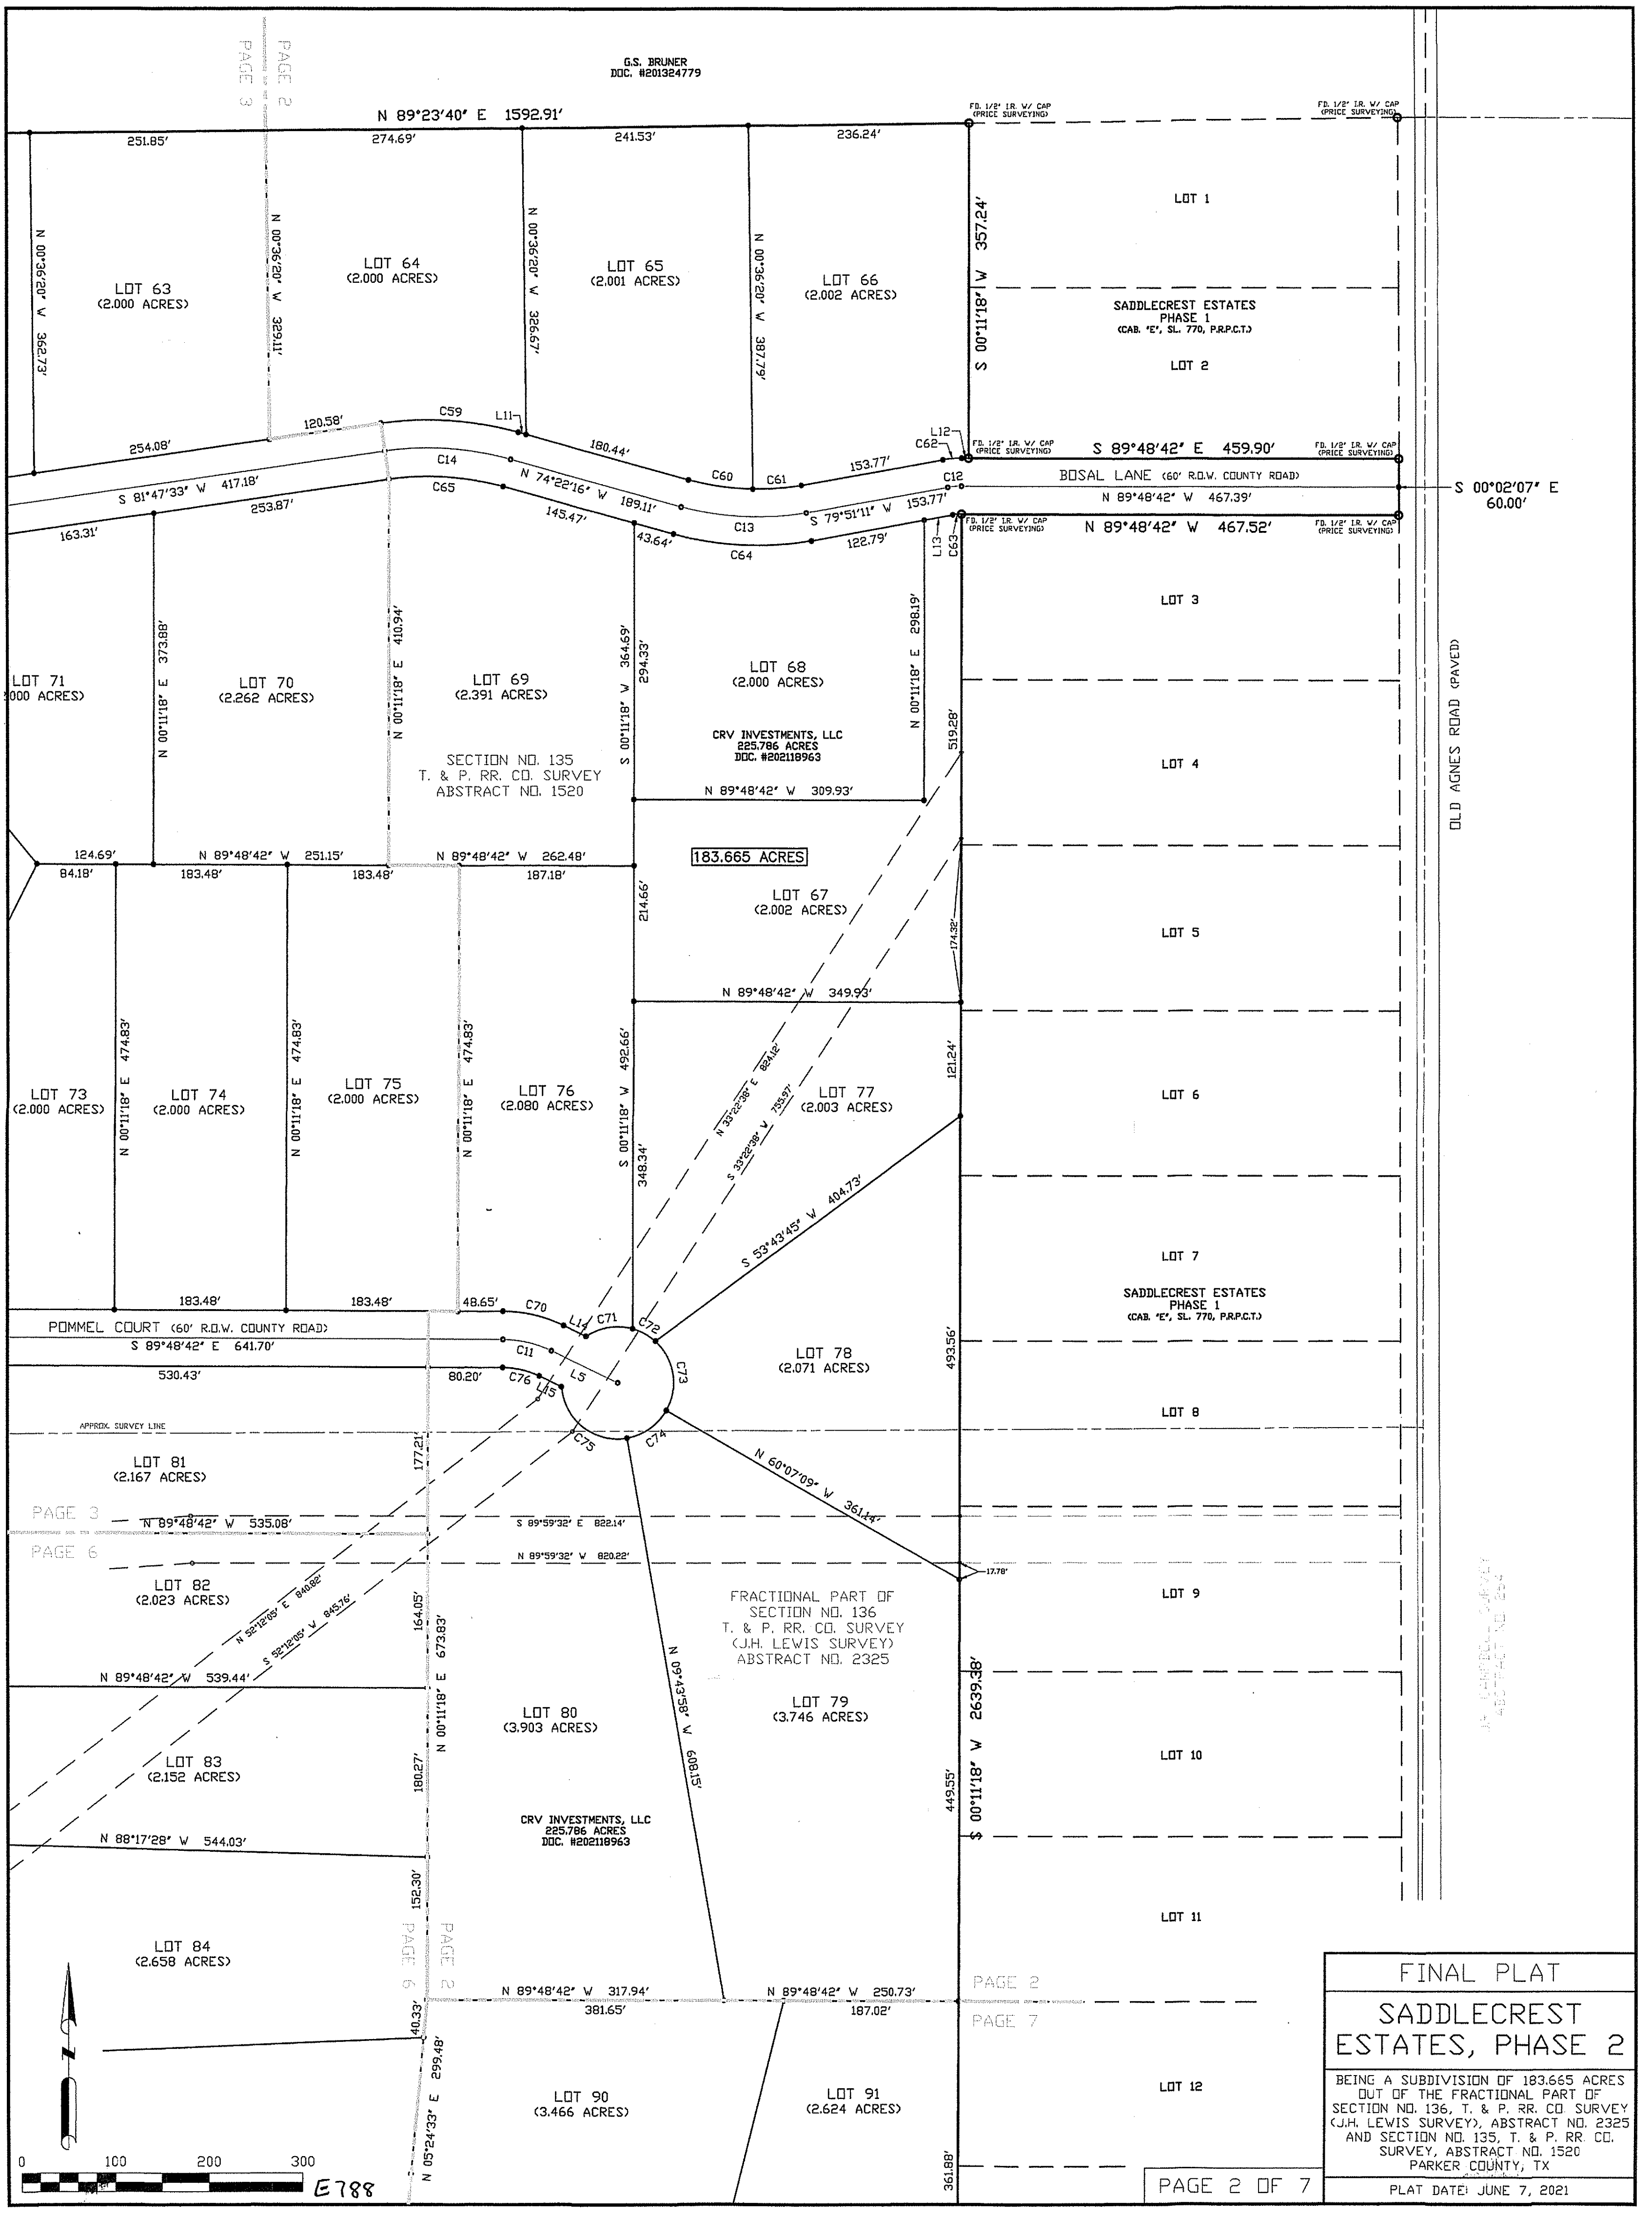 PAGE 3
PAGE 2
G.S. BRUNER
DOC. #201324779
N 89°23'40" E 1592.91'
251.85'
274.69'
241.53'
236.24'
FD. 1/2" I.R. W/ CAP
(PRICE SURVEYING)
FD. 1/2" I.R. W/ CAP
(PRICE SURVEYING)
LOT 1
N 00°36'20" W 362.73'
LOT 63
(2.000 ACRES)
N 00°36'20" W 329.11'
LOT 64
(2.000 ACRES)
N 00°36'20" W 326.67'
LOT 65
(2.001 ACRES)
N 00°36'20" W 387.79'
LOT 66
(2.002 ACRES)
S 00°11'18" W 357.24'
SADDLECREST ESTATES
PHASE 1
(CAB. "E", SL. 770, P.R.P.C.T.)
LOT 2
254.08'
120.58'
C59
L11
180.44'
C60
C61
153.77'
C62
L12
FD. 1/2" I.R. W/ CAP
(PRICE SURVEYING)
S 89°48'42" E 459.90'
FD. 1/2" I.R. W/ CAP
(PRICE SURVEYING)
S 81°47'33" W 417.18'
C14
N 74°22'16" W 189.11'
C13
S 79°51'11" W 153.77'
C12
BOSAL LANE (60' R.O.W. COUNTY ROAD)
N 89°48'42" W 467.39'
S 00°02'07" E
60.00'
163.31'
253.87'
C65
145.47'
43.64'
C64
122.79'
L13
C63
FD. 1/2" I.R. W/ CAP
(PRICE SURVEYING)
N 89°48'42" W 467.52'
FD. 1/2" I.R. W/ CAP
(PRICE SURVEYING)
LOT 3
LOT 71
000 ACRES)
N 00°11'18" E 373.88'
LOT 70
(2.262 ACRES)
N 00°11'18" E 410.94'
LOT 69
(2.391 ACRES)
S 00°11'18" W 364.69'
294.33'
LOT 68
(2.000 ACRES)
N 00°11'18" E 298.19'
519.28'
CRV INVESTMENTS, LLC
225.786 ACRES
DOC. #202118963
SECTION NO. 135
T. & P. RR. CO. SURVEY
ABSTRACT NO. 1520
N 89°48'42" W 309.93'
LOT 4
OLD AGNES ROAD (PAVED)
124.69'
N 89°48'42" W 251.15'
N 89°48'42" W 262.48'
84.18'
183.48'
183.48'
187.18'
183.665 ACRES
214.66'
LOT 67
(2.002 ACRES)
174.32'
LOT 5
N 89°48'42" W 349.93'
LOT 73
(2.000 ACRES)
N 00°11'18" E 474.83'
LOT 74
(2.000 ACRES)
N 00°11'18" E 474.83'
LOT 75
(2.000 ACRES)
N 00°11'18" E 474.83'
LOT 76
(2.080 ACRES)
S 00°11'18" W 492.66'
348.34'
N 33°22'38" E 824.12'
S 33°22'38" W 755.97'
LOT 77
(2.003 ACRES)
121.24'
LOT 6
S 53°43'45" W 404.73'
LOT 7
SADDLECREST ESTATES
PHASE 1
(CAB. "E", SL. 770, P.R.P.C.T.)
183.48'
183.48'
48.65'
C70
L14
C71
C72
POMMEL COURT (60' R.O.W. COUNTY ROAD)
S 89°48'42" E 641.70'
C11
L5
C73
530.43'
80.20'
C76
L15
LOT 78
(2.071 ACRES)
493.56'
LOT 8
APPROX. SURVEY LINE
C75
C74
LOT 81
(2.167 ACRES)
177.21'
N 60°07'09" W 361.14'
PAGE 3
N 89°48'42" W 535.08'
S 89°59'32" E 822.14'
PAGE 6
N 89°59'32" W 820.22'
17.78'
LOT 82
(2.023 ACRES)
N 52°12'05" E 840.82'
S 52°12'05" W 845.76'
164.05'
N 00°11'18" E 673.83'
FRACTIONAL PART OF
SECTION NO. 136
T. & P. RR. CO. SURVEY
(J.H. LEWIS SURVEY)
ABSTRACT NO. 2325
LOT 9
N 89°48'42" W 539.44'
N 09°43'58" W 608.15'
LOT 80
(3.903 ACRES)
LOT 79
(3.746 ACRES)
S 00°11'18" W 2639.38'
LOT 83
(2.152 ACRES)
180.27'
449.55'
LOT 10
N 88°17'28" W 544.03'
CRV INVESTMENTS, LLC
225.786 ACRES
DOC. #202118963
152.30'
LOT 84
(2.658 ACRES)
PAGE 6
PAGE 2
LOT 11
N 89°48'42" W 317.94'
N 89°48'42" W 250.73'
PAGE 2
381.65'
187.02'
PAGE 7
40.33'
N 05°24'33" E 299.48'
LOT 90
(3.466 ACRES)
LOT 91
(2.624 ACRES)
361.88'
LOT 12
N
0 100 200 300
E788
PAGE 2 OF 7
FINAL PLAT
SADDLECREST
ESTATES, PHASE 2
BEING A SUBDIVISION OF 183.665 ACRES
OUT OF THE FRACTIONAL PART OF
SECTION NO. 136, T. & P. RR. CO. SURVEY
(J.H. LEWIS SURVEY), ABSTRACT NO. 2325
AND SECTION NO. 135, T. & P. RR. CO.
SURVEY, ABSTRACT NO. 1520
PARKER COUNTY, TX
PLAT DATE: JUNE 7, 2021